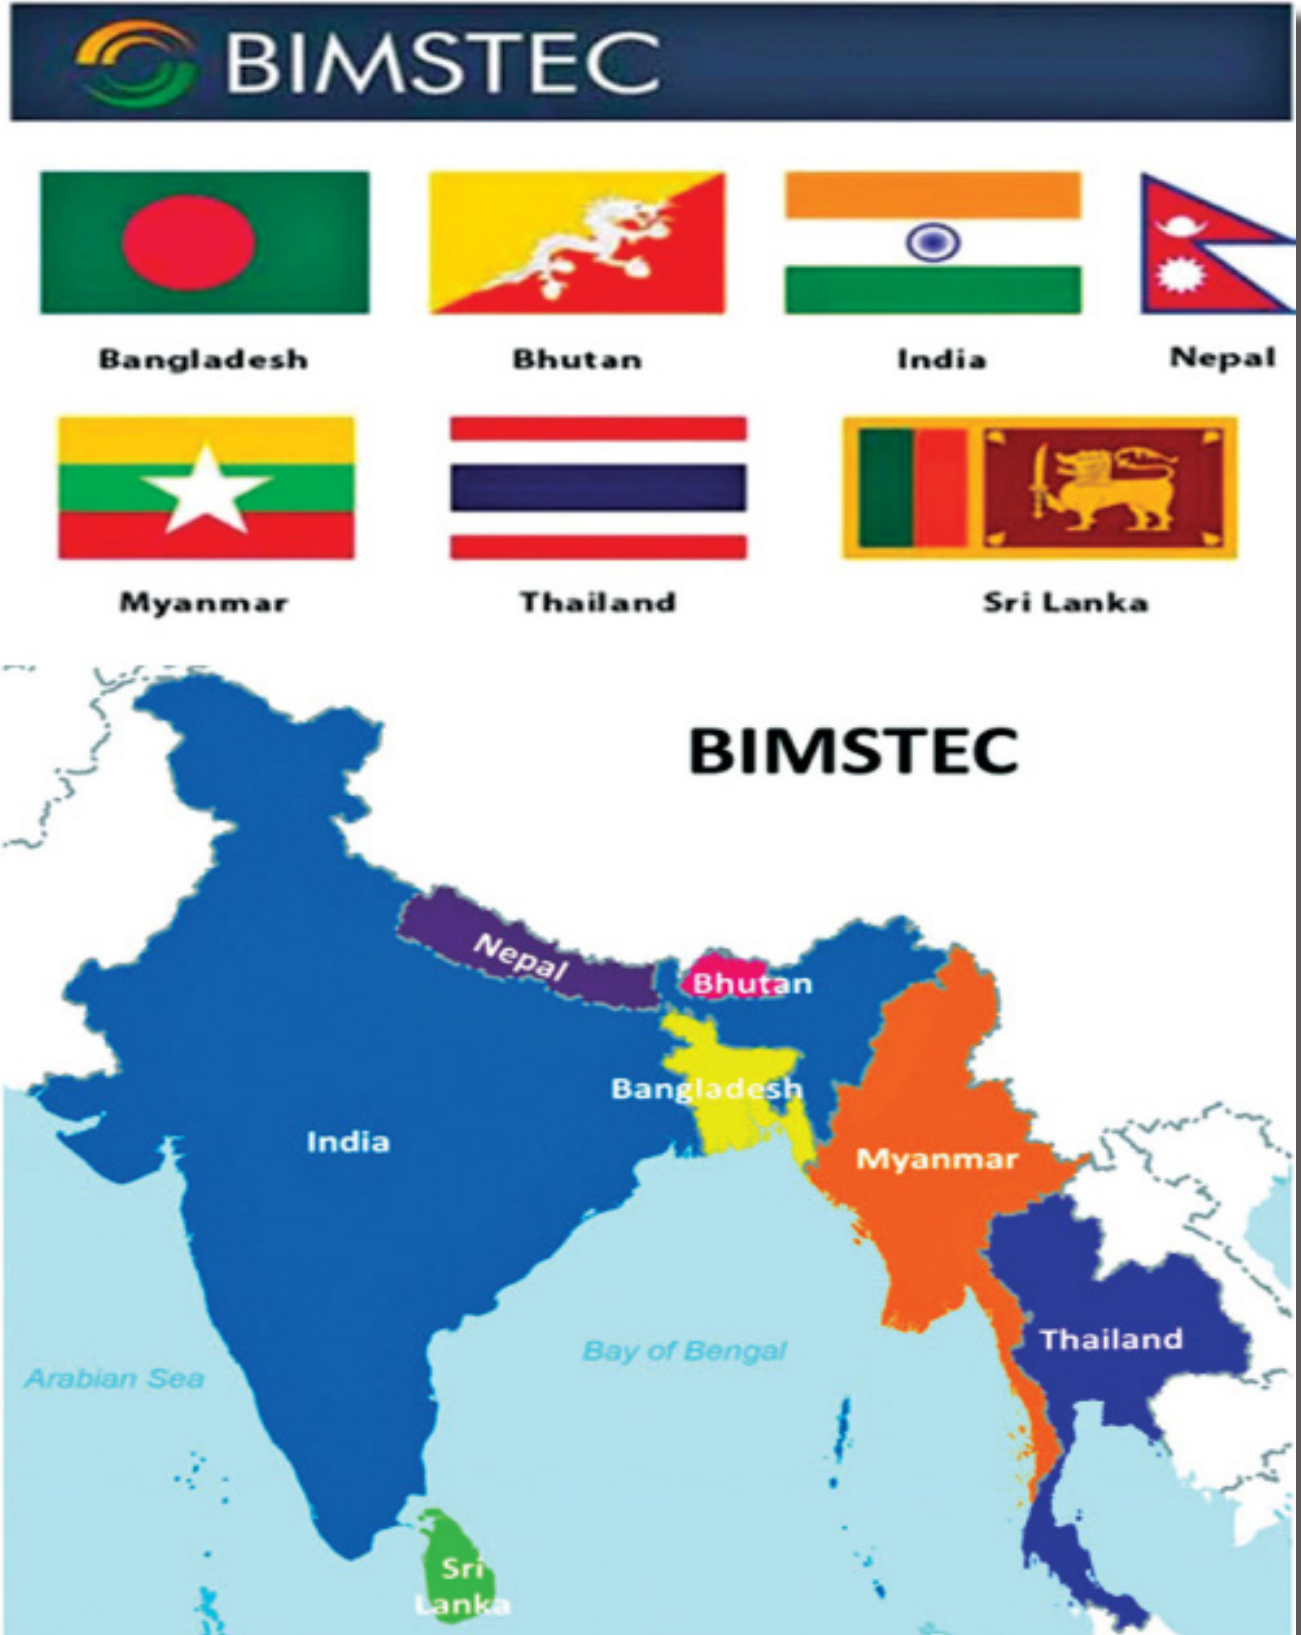 BIMSTEC
Bangladesh
Bhutan
India
Nepal
Myanmar
Thailand
Sri Lanka
BIMSTEC
Nepal
Bhutan
Bangladesh
India
Myanmar
Thailand
Bay of Bengal
Arabian Sea
Sri
Lanka